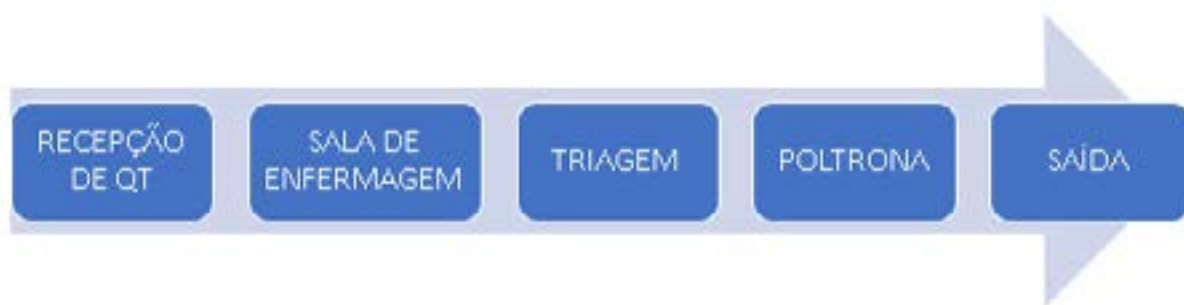 RECEPÇÃO
DE QT
SALA DE
ENFERMAGEM
TRIAGEM
POLTRONA
SAÍDA